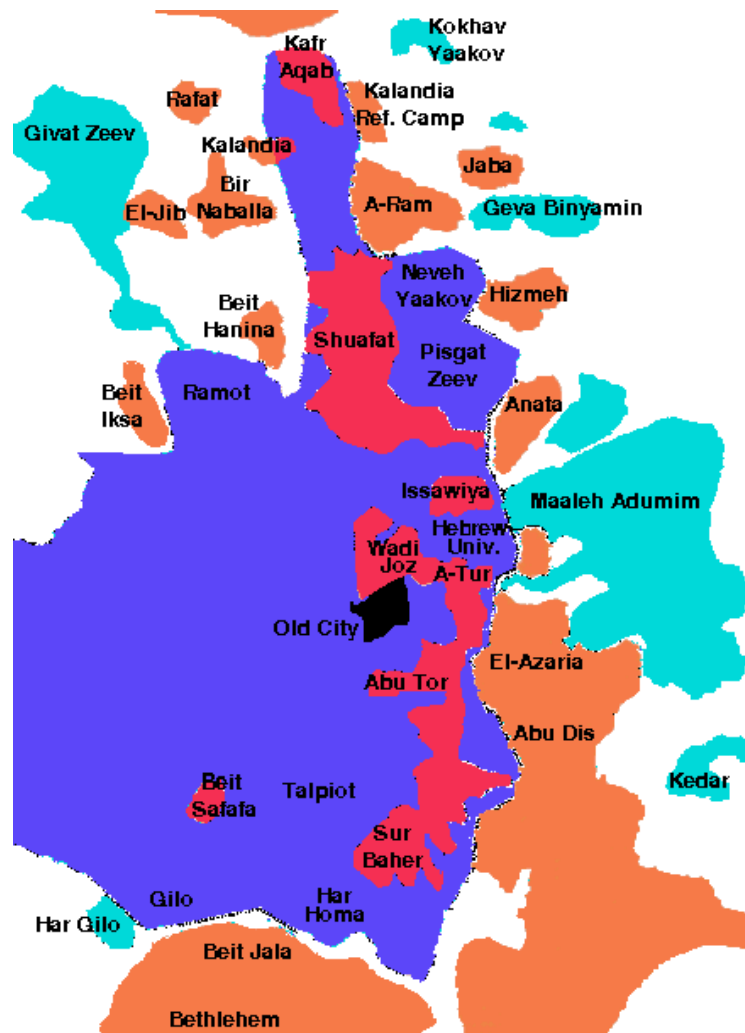 Kokhav
Yaakov
Kafr
Aqab
Rafat
Kalandia
Ref. Camp
Givat Zeev
Kalandia
Jaba
Bir
Naballa
El-Jib
A-Ram
Geva Binyamin
Neveh
Yaakov
Hizmeh
Beit
Hanina
Shuafat
Pisgat
Zeev
Beit
Iksa
Ramot
Anata
Issawiya
Maaleh Adumim
Hebrew
Univ.
Wadi
Joz
A-Tur
Old City
El-Azaria
Abu Tor
Abu Dis
Beit
Safafa
Talpiot
Kedar
Sur
Baher
Gilo
Har
Homa
Har Gilo
Beit Jala
Bethlehem